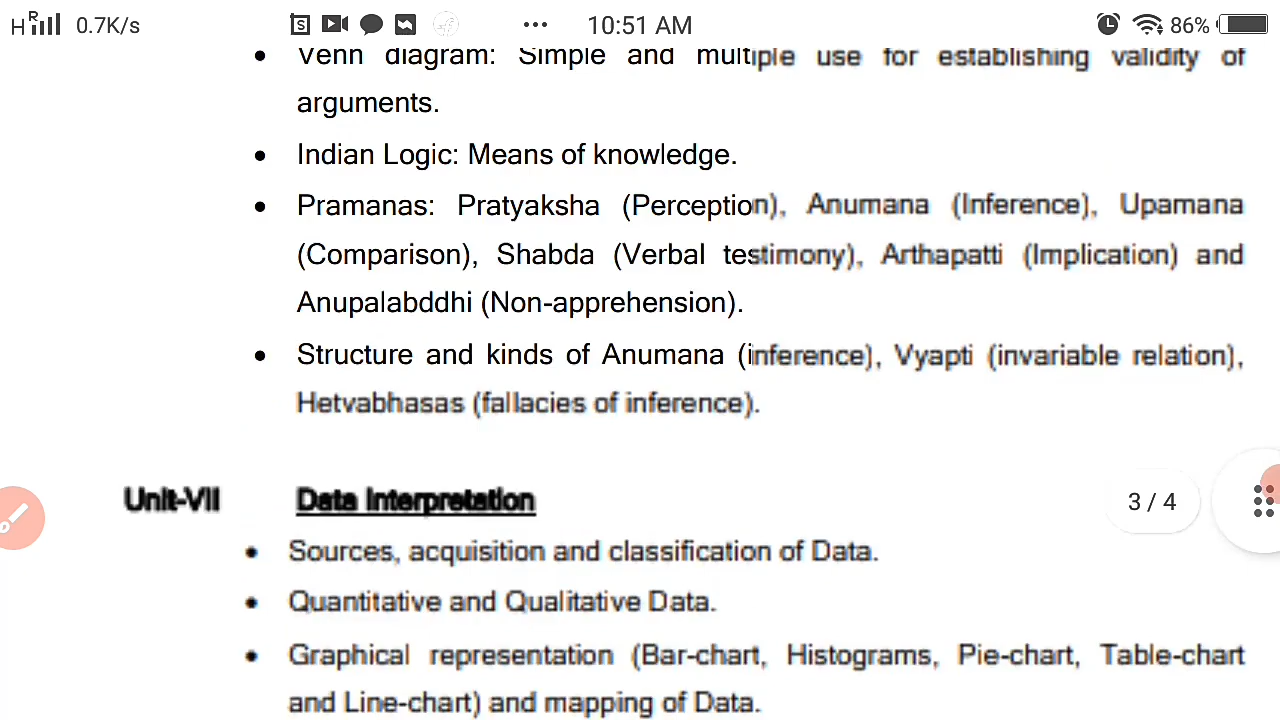 H R 0.7K/s S ... 10:51 AM 86%
Venn diagram: Simple and multiple use for establishing validity of
arguments.
Indian Logic: Means of knowledge.
Pramanas: Pratyaksha (Perception), Anumana (Inference), Upamana
(Comparison), Shabda (Verbal testimony), Arthapatti (Implication) and
Anupalabddhi (Non-apprehension).
Structure and kinds of Anumana (inference), Vyapti (invariable relation),
Hetvabhasas (fallacies of inference).
Unit-VII Data Interpretation
3 / 4
Sources, acquisition and classification of Data.
Quantitative and Qualitative Data.
Graphical representation (Bar-chart, Histograms, Pie-chart, Table-chart
and Line-chart) and mapping of Data.